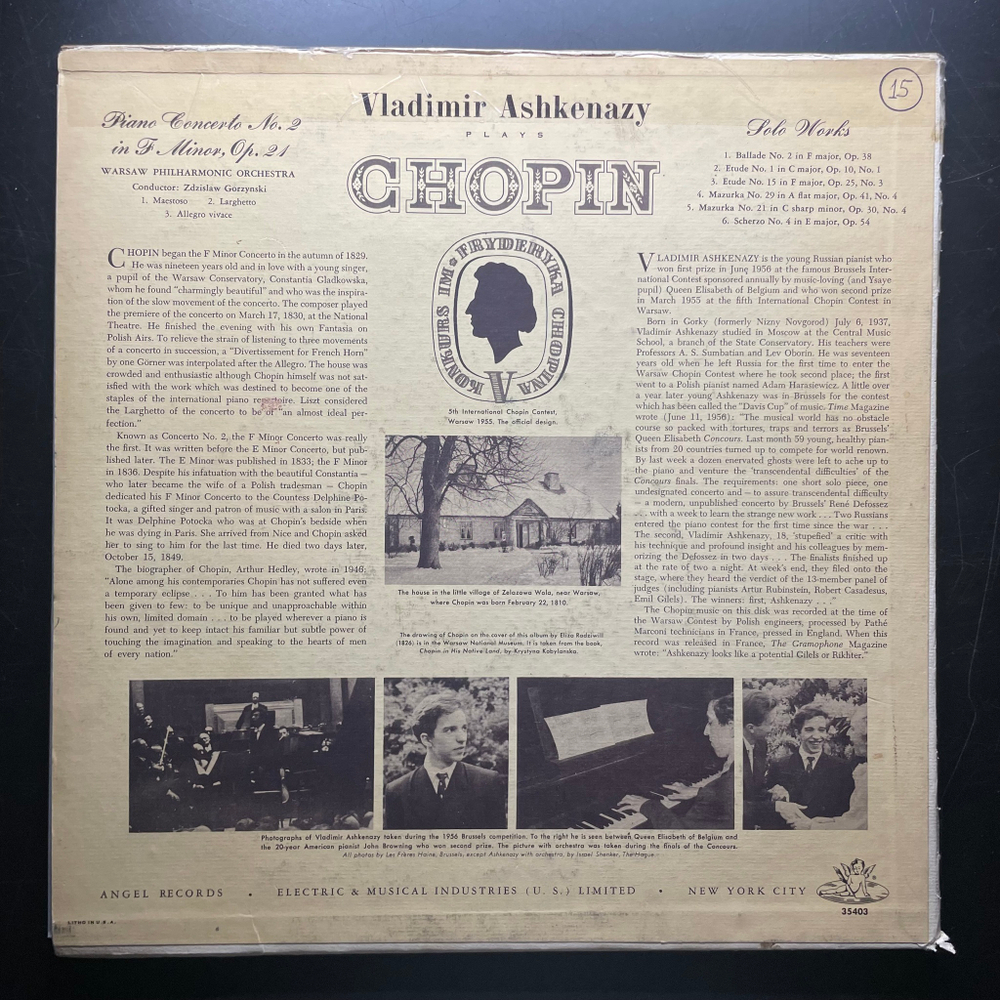 15
Vladimir Ashkenazy
PLAYS
CHOPIN
Piano Concerto No. 2
in F Minor, Op. 21
WARSAW PHILHARMONIC ORCHESTRA
Conductor: Zdzislaw Gorzynski
1. Maestoso 2. Larghetto
3. Allegro vivace
Solo Works
1. Ballade No. 2 in F major, Op. 38
2. Etude No. 1 in C major, Op. 10, No. 1
3. Etude No. 15 in F major, Op. 25, No. 3
4. Mazurka No. 29 in A flat major, Op. 41, No. 4
5. Mazurka No. 21 in C sharp minor, Op. 30, No. 4
6. Scherzo No. 4 in E major, Op. 54
CHOPIN began the F Minor Concerto in the autumn of 1829.
He was nineteen years old and in love with a young singer,
a pupil of the Warsaw Conservatory, Constantia Gladkowska,
whom he found "charmingly beautiful" and who was the inspira-
tion of the slow movement of the concerto. The composer played
the premiere of the concerto on March 17, 1830, at the National
Theatre. He finished the evening with his own Fantasia on
Polish Airs. To relieve the strain of listening to three movements
of a concerto in succession, a "Divertissement for French Horn"
by one Görner was interpolated after the Allegro. The house was
crowded and enthusiastic although Chopin himself was not sat-
isfied with the work which was destined to become one of the
staples of the international piano repertoire. Liszt considered
the Larghetto of the concerto to be of "an almost ideal per-
fection."
Known as Concerto No. 2, the F Minor Concerto was really
the first. It was written before the E Minor Concerto, but pub-
lished later. The E Minor was published in 1833; the F Minor
in 1836. Despite his infatuation with the beautiful Constantia —
who later became the wife of a Polish tradesman — Chopin
dedicated his F Minor Concerto to the Countess Delphine Po-
tocka, a gifted singer and patron of music with a salon in Paris.
It was Delphine Potocka who was at Chopin's bedside when
he was dying in Paris. She arrived from Nice and Chopin asked
her to sing to him for the last time. He died two days later,
October 15, 1849.
The biographer of Chopin, Arthur Hedley, wrote in 1946:
"Alone among his contemporaries Chopin has not suffered even
a temporary eclipse . . . To him has been granted what has
been given to few: to be unique and unapproachable within
his own, limited domain . . . to be played wherever a piano is
found and yet to keep intact his familiar but subtle power of
touching the imagination and speaking to the hearts of men
of every nation."
KONKURS IM★FRYDERYKA CHOPINA
V
5th International Chopin Contest,
Warsaw 1955. The official design.
The house in the little village of Zelazowa Wola, near Warsaw,
where Chopin was born February 22, 1810.
The drawing of Chopin on the cover of this album by Eliza Radziwill
(1826) is in the Warsaw National Museum. It is taken from the book,
Chopin in His Native Land, by Krystyna Kobylanska.
VLADIMIR ASHKENAZY is the young Russian pianist who
won first prize in June 1956 at the famous Brussels Inter-
national Contest sponsored annually by music-loving (and Ysaye
pupil) Queen Elisabeth of Belgium and who won second prize
in March 1955 at the fifth International Chopin Contest in
Warsaw.
Born in Gorky (formerly Nizny Novgorod) July 6, 1937,
Vladimir Ashkenazy studied in Moscow at the Central Music
School, a branch of the State Conservatory. His teachers were
Professors A. S. Sumbatian and Lev Oborin. He was seventeen
years old when he left Russia for the first time to enter the
Warsaw Chopin Contest where he took second place; the first
went to a Polish pianist named Adam Harasiewicz. A little over
a year later young Ashkenazy was in Brussels for the contest
which has been called the "Davis Cup" of music. Time Magazine
wrote (June 11, 1956): "The musical world has no obstacle
course so packed with tortures, traps and terrors as Brussels'
Queen Elisabeth Concours. Last month 59 young, healthy pian-
ists from 20 countries turned up to compete for world renown.
By last week a dozen enervated ghosts were left to ache up to
the piano and venture the 'transcendental difficulties' of the
Concours finals. The requirements: one short solo piece, one
undesignated concerto and — to assure transcendental difficulty
— a modern, unpublished concerto by Brussels' René Defossez
. . . with a week to learn the strange new work . . . Two Russians
entered the piano contest for the first time since the war . . .
The second, Vladimir Ashkenazy, 18, 'stupefied' a critic with
his technique and profound insight and his colleagues by mem-
orizing the Defossez in two days . . . The finalists finished up
at the rate of two a night. At week's end, they filed onto the
stage, where they heard the verdict of the 13-member panel of
judges (including pianists Artur Rubinstein, Robert Casadesus,
Emil Gilels). The winners: first, Ashkenazy . . ."
The Chopin music on this disk was recorded at the time of
the Warsaw Contest by Polish engineers, processed by Pathé
Marconi technicians in France, pressed in England. When this
record was released in France, The Gramophone Magazine
wrote: "Ashkenazy looks like a potential Gilels or Rikhter."
Photographs of Vladimir Ashkenazy taken during the 1956 Brussels competition. To the right he is seen between Queen Elisabeth of Belgium and
the 20-year American pianist John Browning who won second prize. The picture with orchestra was taken during the finals of the Concours.
All photos by Les Frères Haine, Brussels, except Ashkenazy with orchestra, by Israel Shenker, The Hague
ANGEL RECORDS • ELECTRIC & MUSICAL INDUSTRIES (U. S.) LIMITED • NEW YORK CITY
35403
LITHO IN U.S.A.